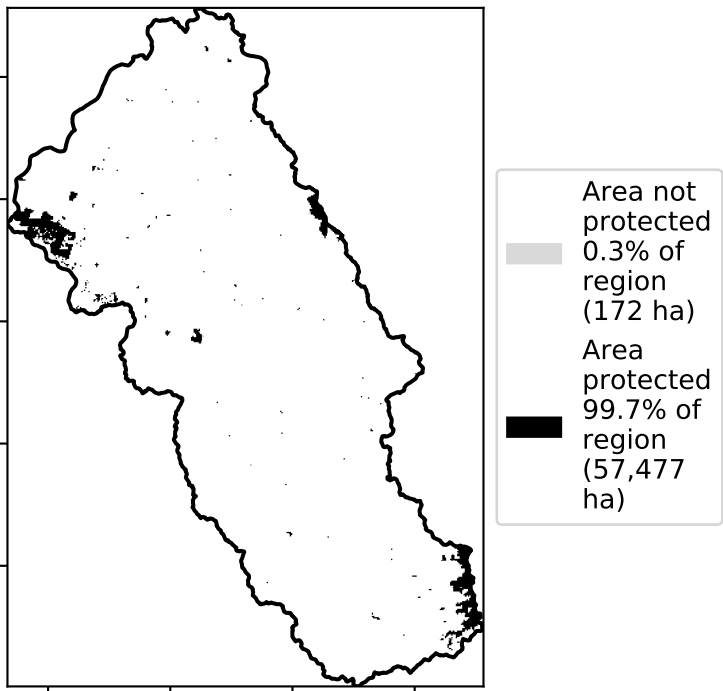 Area not
protected
0.3% of
region
(172 ha)
Area
protected
99.7% of
region
(57,477
ha)